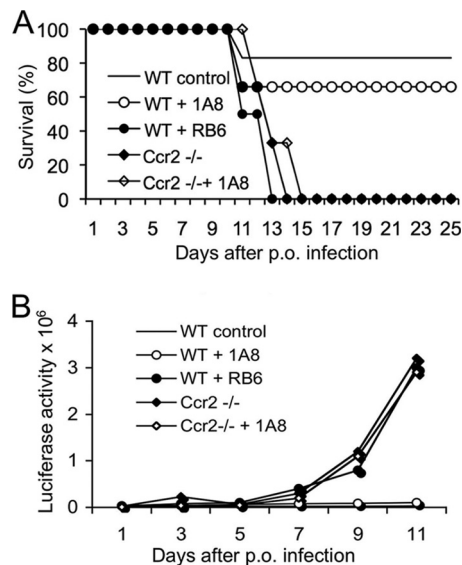 A
Survival (%)
100
80
60
40
20
0
WT control
WT + 1A8
WT + RB6
Ccr2 -/-
Ccr2 -/-+ 1A8
1 3 5 7 9 11 13 15 17 19 21 23 25
Days after p.o. infection
B
Luciferase activity x 10⁶
4
3
2
1
0
WT control
WT + 1A8
WT + RB6
Ccr2 -/-
Ccr2-/- + 1A8
1 3 5 7 9 11
Days after p.o. infection